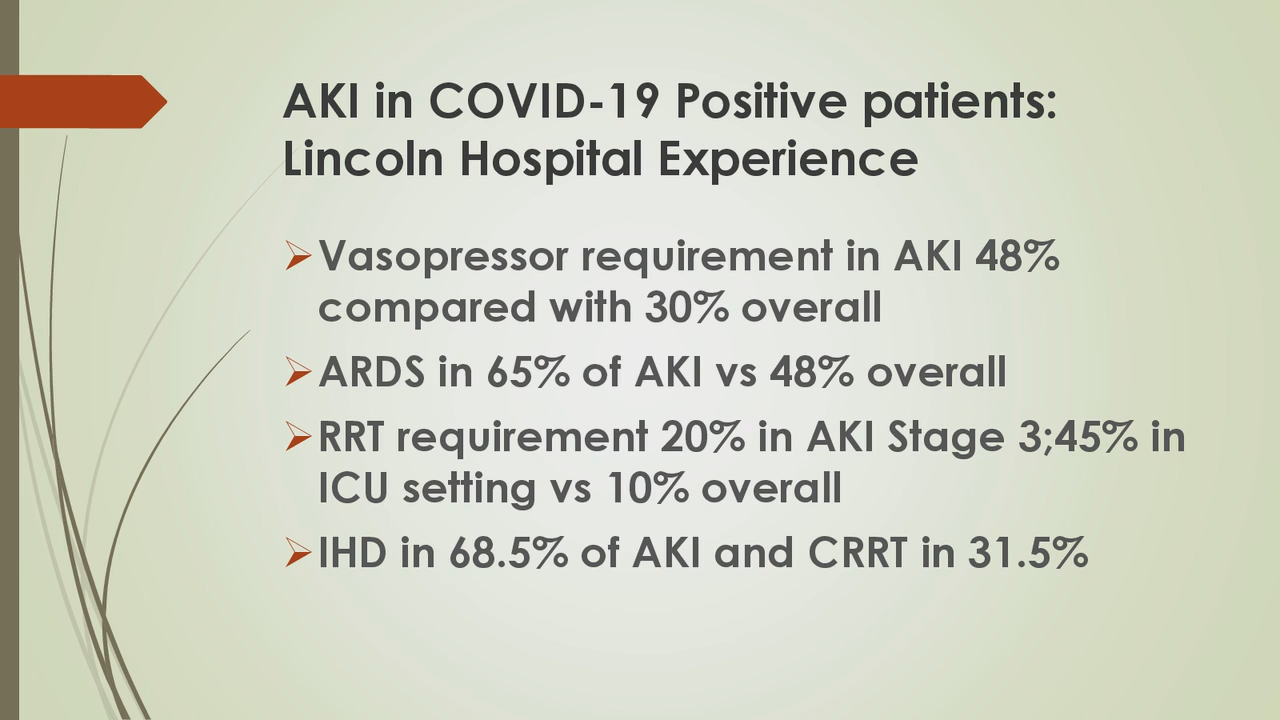 AKI in COVID-19 Positive patients:
Lincoln Hospital Experience
Vasopressor requirement in AKI 48%
compared with 30% overall
ARDS in 65% of AKI vs 48% overall
RRT requirement 20% in AKI Stage 3;45% in
ICU setting vs 10% overall
IHD in 68.5% of AKI and CRRT in 31.5%